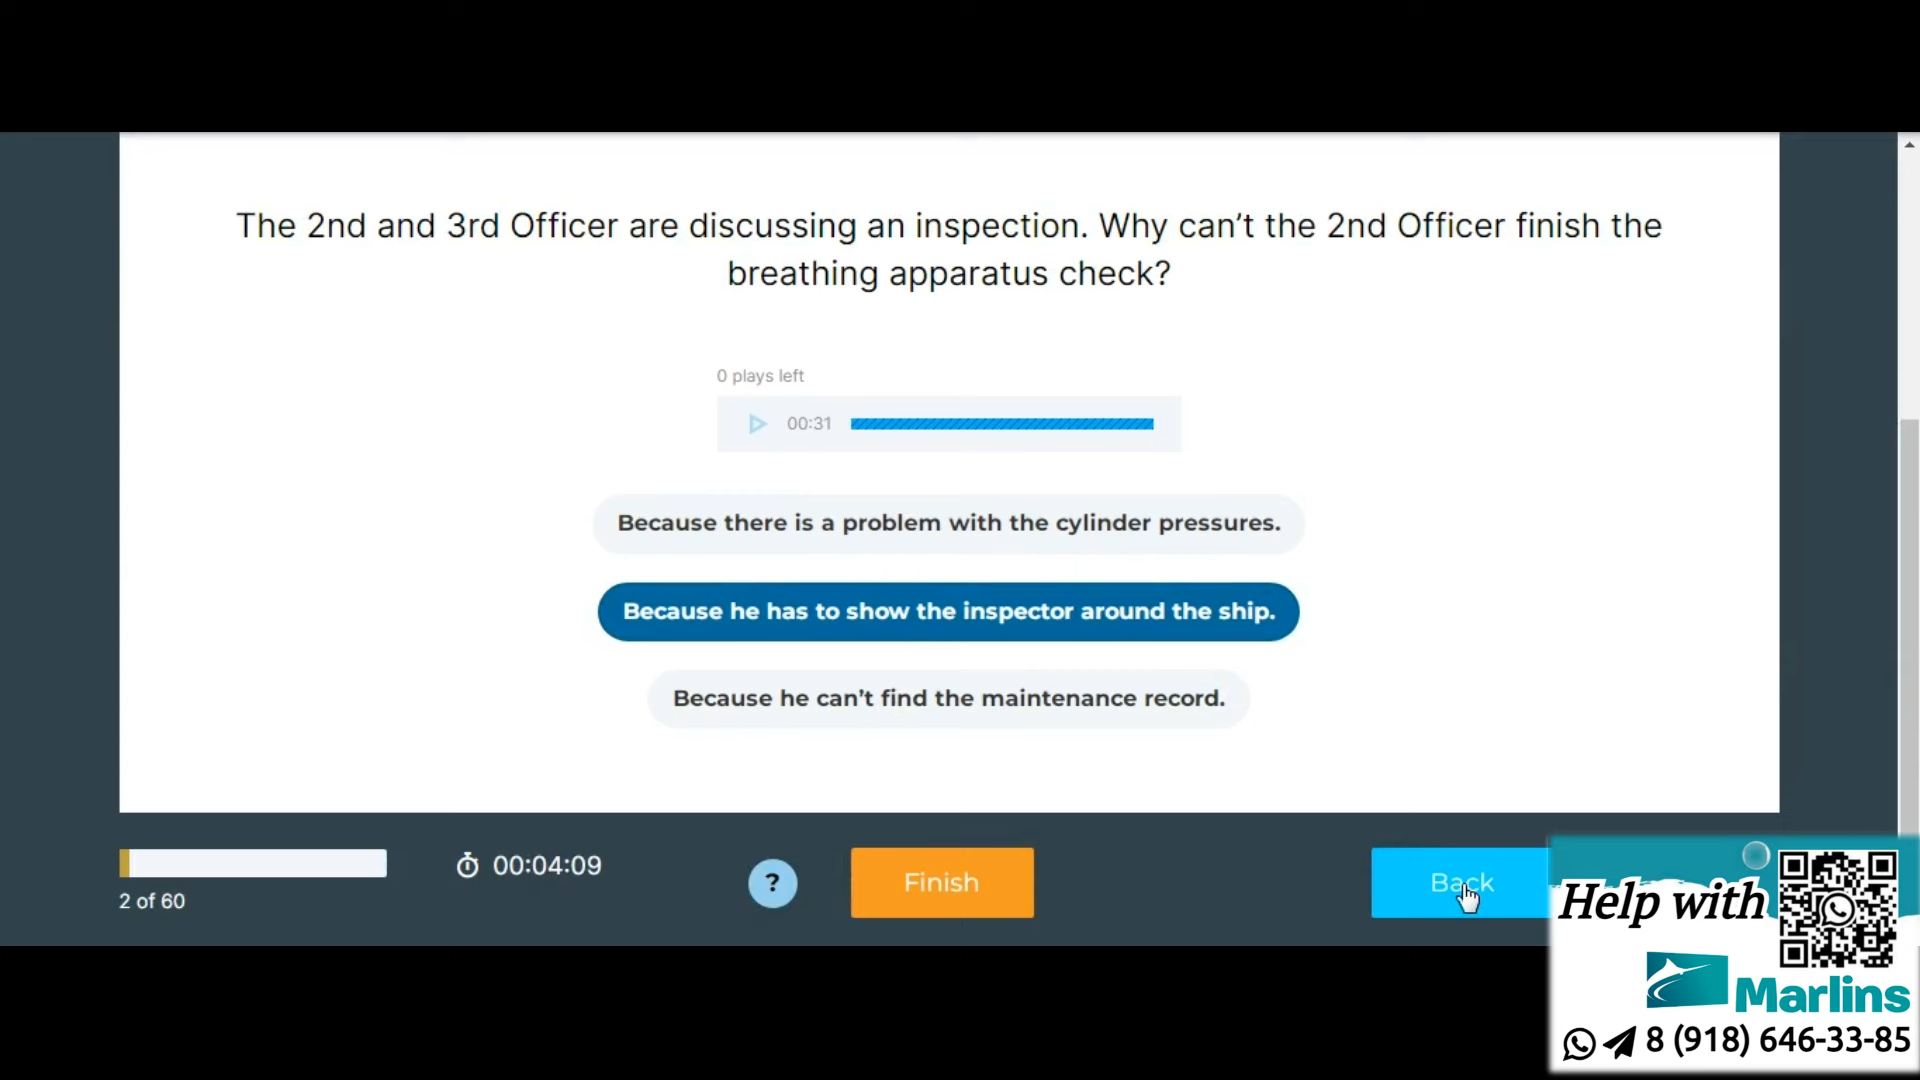 The 2nd and 3rd Officer are discussing an inspection. Why can’t the 2nd Officer finish the
breathing apparatus check?
0 plays left
00:31
Because there is a problem with the cylinder pressures.
Because he has to show the inspector around the ship.
Because he can’t find the maintenance record.
2 of 60
00:04:09
?
Finish
Back
Help with
Marlins
8 (918) 646-33-85